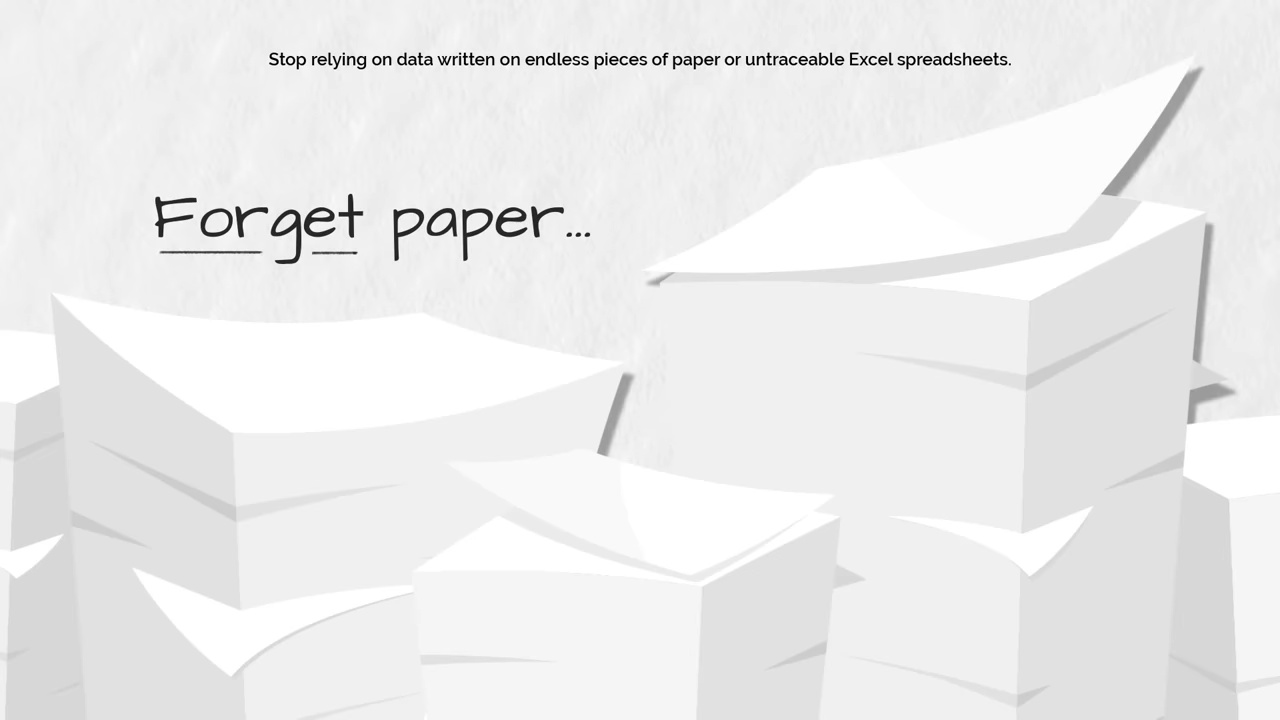 Stop relying on data written on endless pieces of paper or untraceable Excel spreadsheets.
Forget paper...